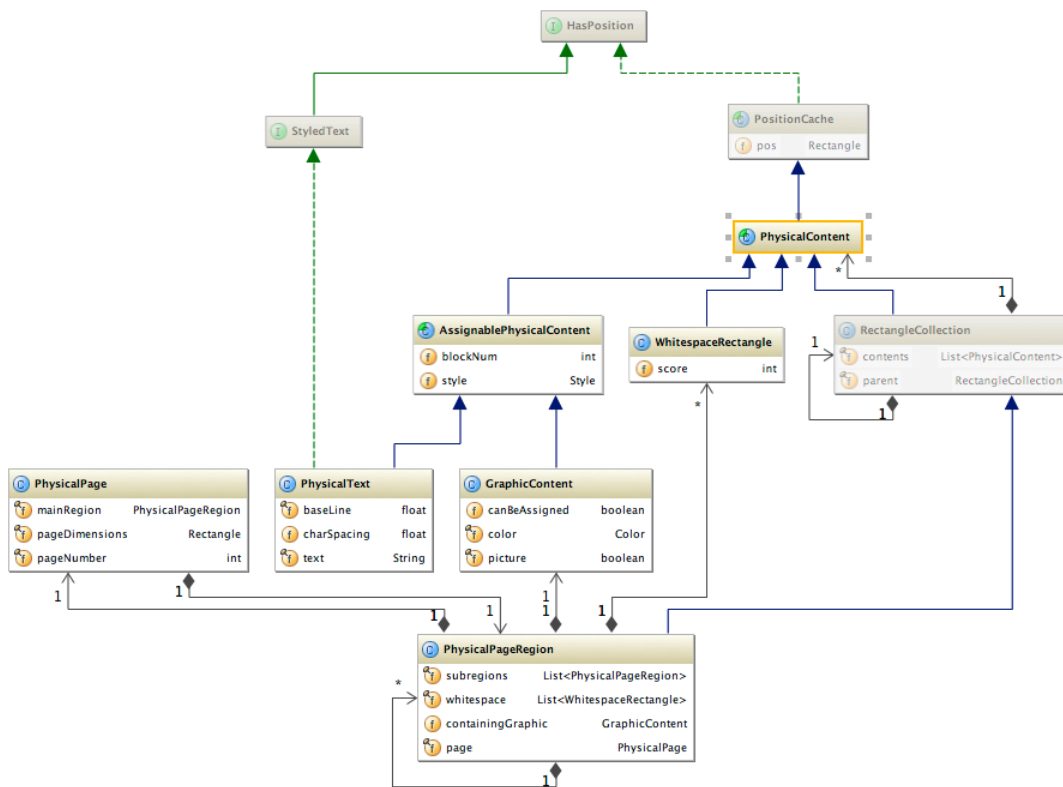 I HasPosition
I StyledText
C PositionCache
f pos Rectangle
C PhysicalContent
* 1
C AssignablePhysicalContent
f blockNum int
f style Style
C WhitespaceRectangle
f score int
C RectangleCollection
f contents List<PhysicalContent>
f parent RectangleCollection
1
1
*
C PhysicalPage
f mainRegion PhysicalPageRegion
f pageDimensions Rectangle
f pageNumber int
C PhysicalText
f baseLine float
f charSpacing float
f text String
C GraphicContent
f canBeAssigned boolean
f color Color
f picture boolean
1 1 1 1 1 1 1
C PhysicalPageRegion
f subregions List<PhysicalPageRegion>
f whitespace List<WhitespaceRectangle>
f containingGraphic GraphicContent
f page PhysicalPage
*
1